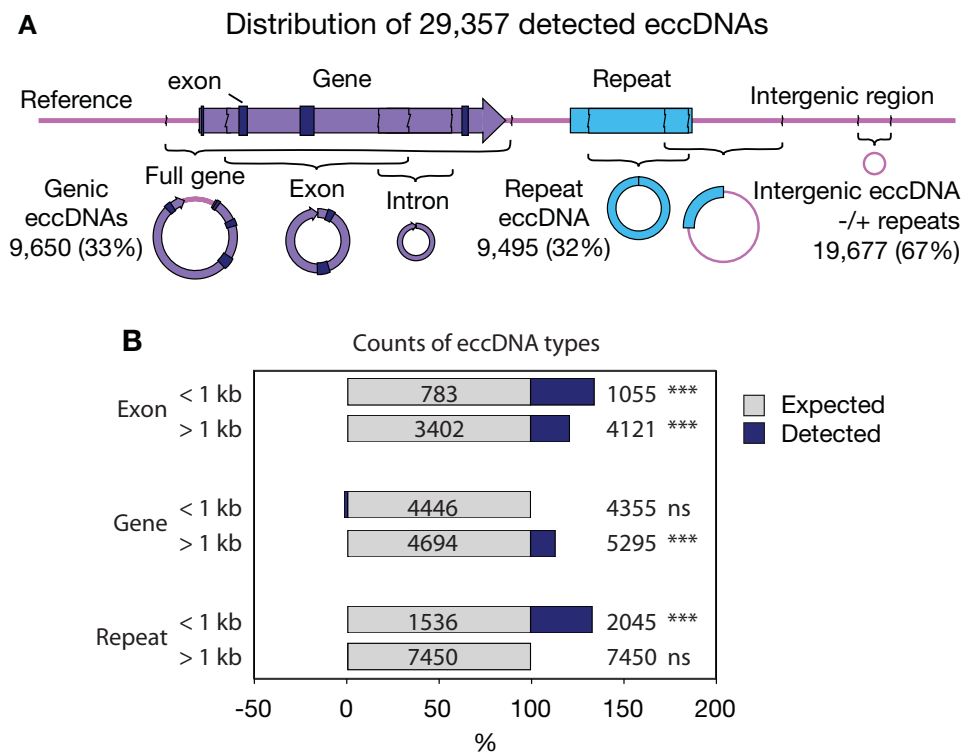 A
Distribution of 29,357 detected eccDNAs
Reference
exon
Gene
Repeat
Intergenic region
Genic
eccDNAs
9,650 (33%)
Full gene
Exon
Intron
Repeat
eccDNA
9,495 (32%)
Intergenic eccDNA
-/+ repeats
19,677 (67%)
B
Counts of eccDNA types
Exon
< 1 kb 783 1055 ***
> 1 kb 3402 4121 ***
Gene
< 1 kb 4446 4355 ns
> 1 kb 4694 5295 ***
Repeat
< 1 kb 1536 2045 ***
> 1 kb 7450 7450 ns
Expected
Detected
-50 0 50 100 150 200
%